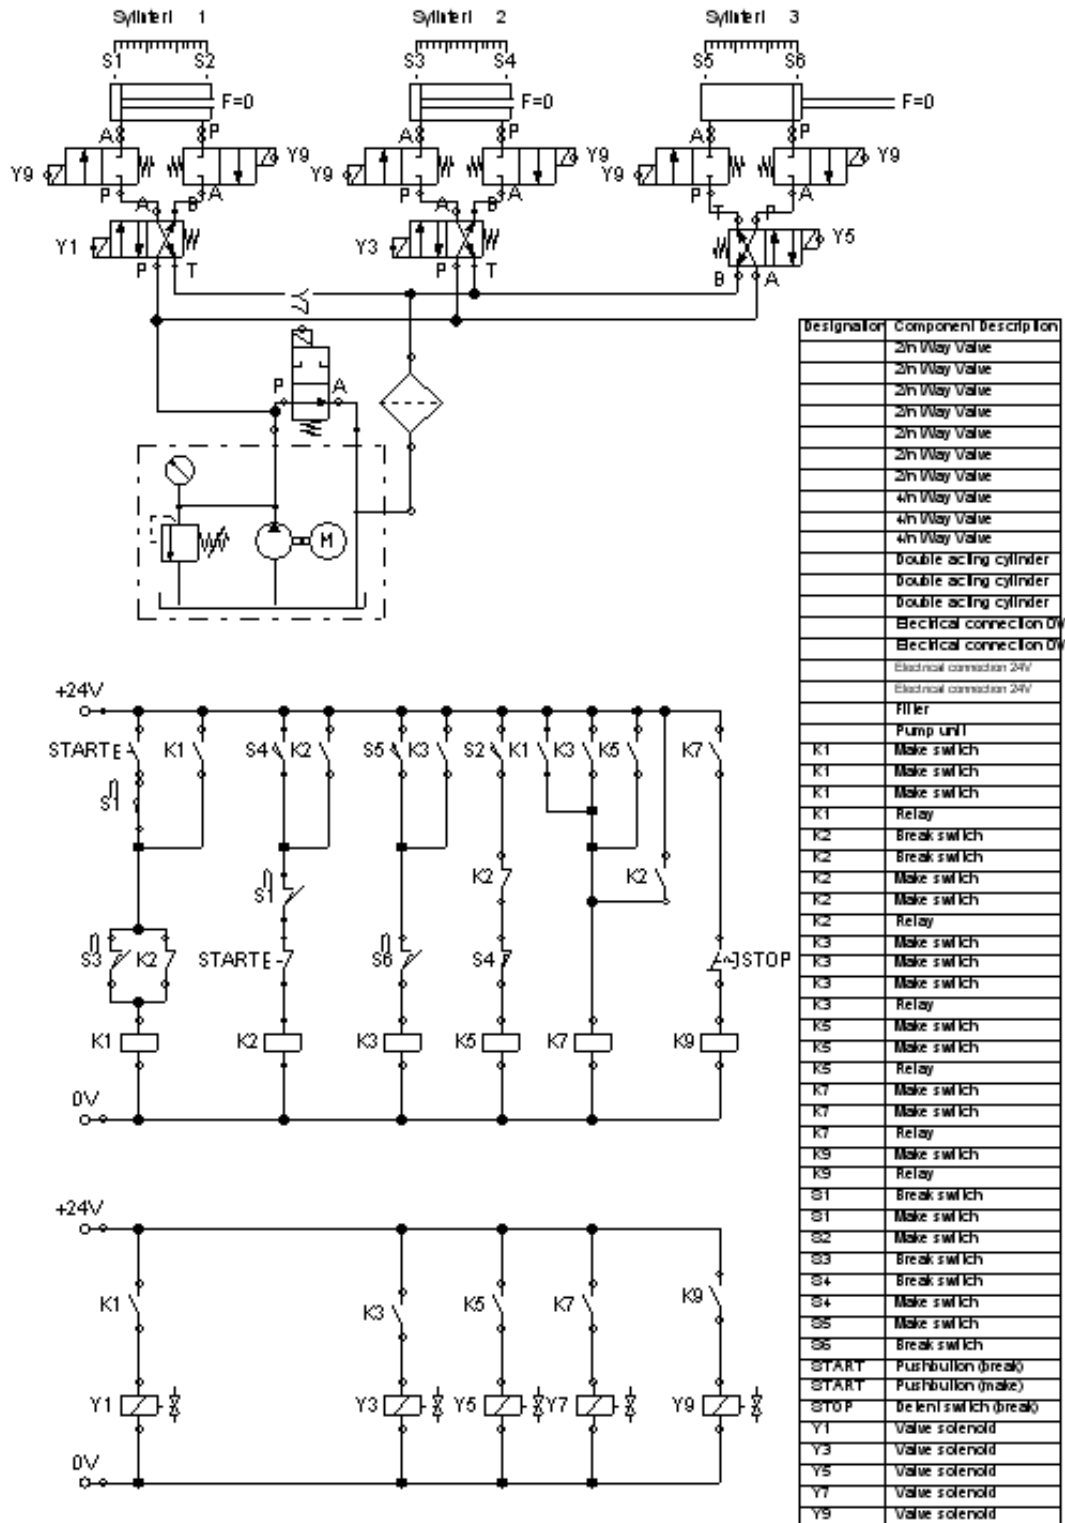 Sylinteri 1 Sylinteri 2 Sylinteri 3
S1 S2 S3 S4 S5 S6
F=0 F=0 F=0
A P A P A P
Y9 Y9 Y9 Y9 Y9 Y9
P A P A P A
A B A B T P
Y1 Y3 Y5
P T P T B A
P A
M
+24V
START E K1 S4 K2 S5 K3 S2 K1 K3 K5 K7
S1
S1 K2 K2
S3 K2 START E S6 S4 STOP
K1 K2 K3 K5 K7 K9
0V
+24V
K1 K3 K5 K7 K9
Y1 Y3 Y5 Y7 Y9
0V
Designation Component Description
2/n Way Valve
2/n Way Valve
2/n Way Valve
2/n Way Valve
2/n Way Valve
2/n Way Valve
2/n Way Valve
4/n Way Valve
4/n Way Valve
4/n Way Valve
Double acting cylinder
Double acting cylinder
Double acting cylinder
Electrical connection 0V
Electrical connection 0V
Electrical connection 24V
Electrical connection 24V
Filter
Pump unit
K1 Make switch
K1 Make switch
K1 Make switch
K1 Relay
K2 Break switch
K2 Break switch
K2 Make switch
K2 Make switch
K2 Relay
K3 Make switch
K3 Make switch
K3 Make switch
K3 Relay
K5 Make switch
K5 Make switch
K5 Relay
K7 Make switch
K7 Make switch
K7 Relay
K9 Make switch
K9 Relay
S1 Break switch
S1 Make switch
S2 Make switch
S3 Break switch
S4 Break switch
S4 Make switch
S5 Make switch
S6 Break switch
START Pushbutton (break)
START Pushbutton (make)
STOP Detent switch (break)
Y1 Valve solenoid
Y3 Valve solenoid
Y5 Valve solenoid
Y7 Valve solenoid
Y9 Valve solenoid